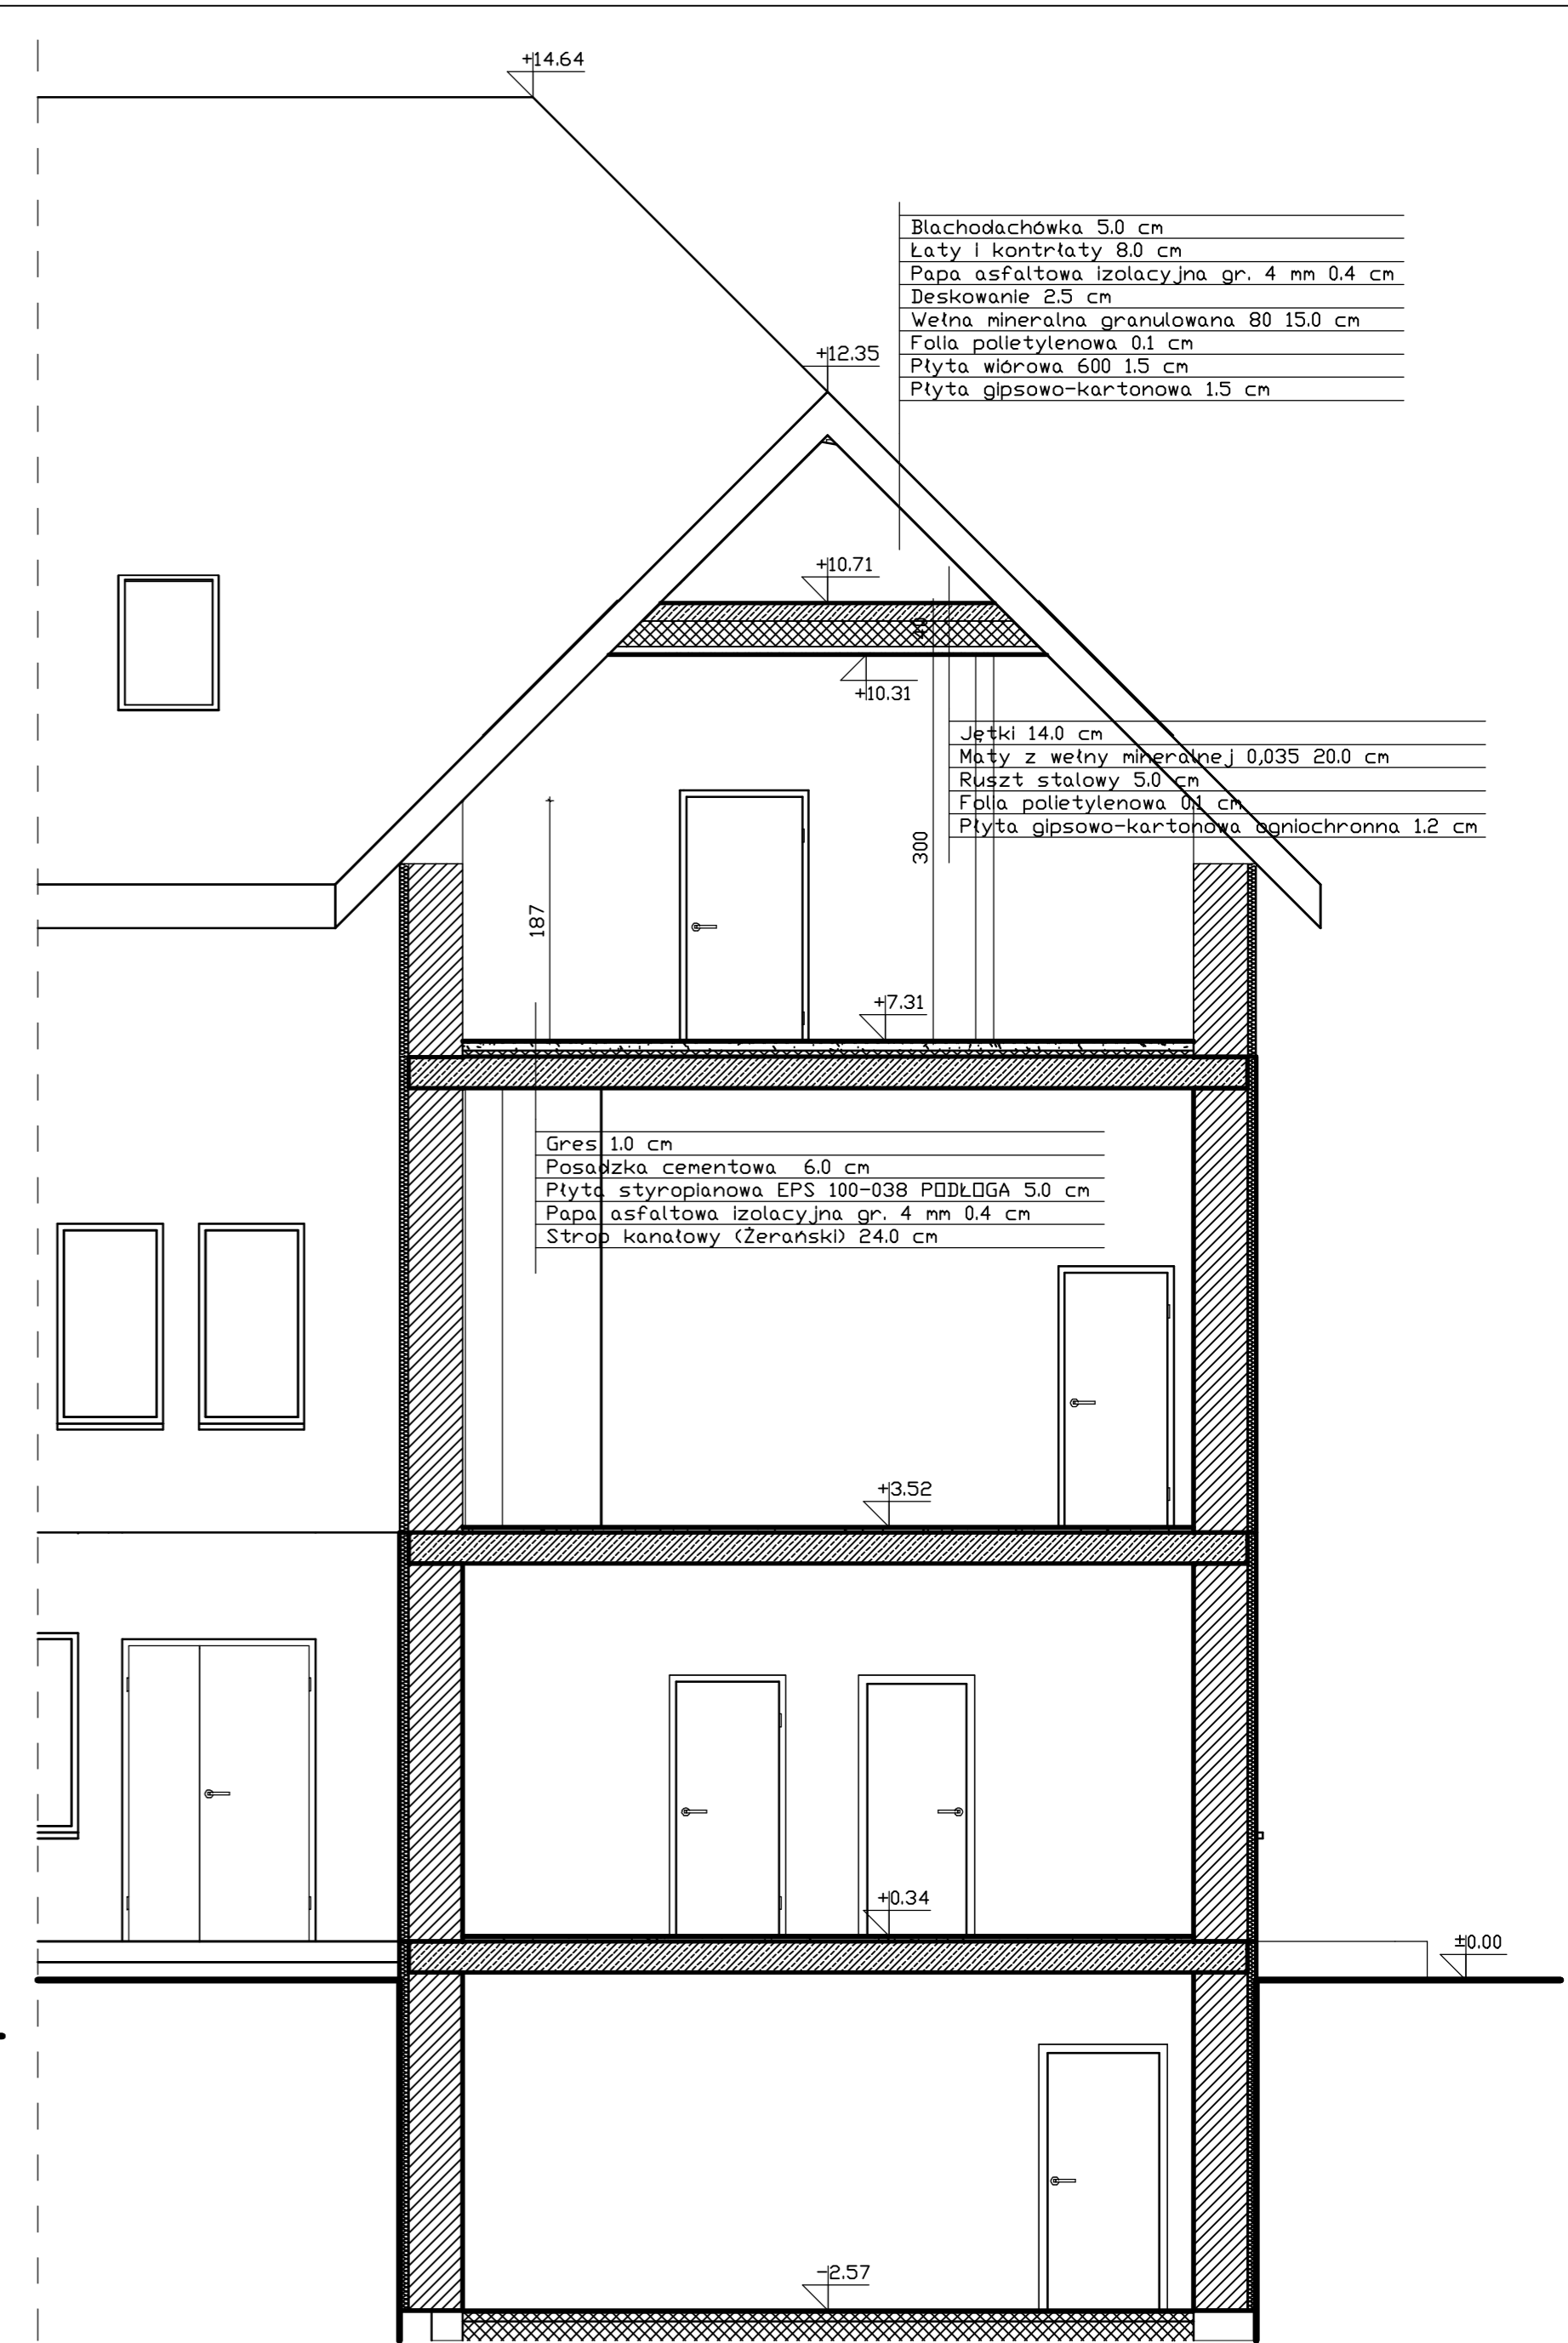 +14.64
Blachodachówka 5.0 cm
Łaty i kontrłaty 8.0 cm
Papa asfaltowa izolacyjna gr. 4 mm 0.4 cm
Deskowanie 2.5 cm
Wełna mineralna granulowana 80 15.0 cm
Folia polietylenowa 0.1 cm
Płyta wiórowa 600 1.5 cm
Płyta gipsowo-kartonowa 1.5 cm
+12.35
+10.71
40
+10.31
Jętki 14.0 cm
Maty z wełny mineralnej 0,035 20.0 cm
Ruszt stalowy 5.0 cm
Folia polietylenowa 0.1 cm
Płyta gipsowo-kartonowa ogniochronna 1.2 cm
300
187
+7.31
Gres 1.0 cm
Posadzka cementowa 6.0 cm
Płyta styropianowa EPS 100-038 PODŁOGA 5.0 cm
Papa asfaltowa izolacyjna gr. 4 mm 0.4 cm
Strop kanałowy (Żerański) 24.0 cm
+3.52
+0.34
±0.00
-2.57